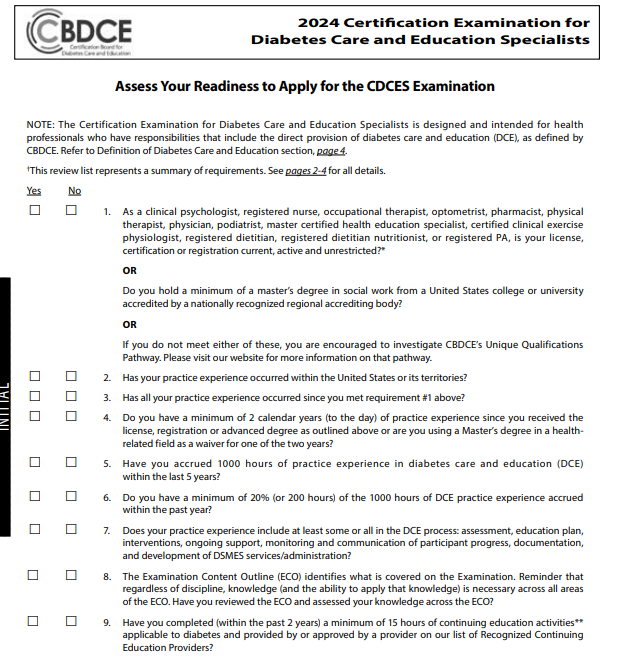 CBDCE
Certification Board for
Diabetes Care and Education
2024 Certification Examination for
Diabetes Care and Education Specialists
Assess Your Readiness to Apply for the CDCES Examination
NOTE: The Certification Examination for Diabetes Care and Education Specialists is designed and intended for health
professionals who have responsibilities that include the direct provision of diabetes care and education (DCE), as defined by
CBDCE. Refer to Definition of Diabetes Care and Education section, page 4.
¹This review list represents a summary of requirements. See pages 2-4 for all details.
Yes No
1. As a clinical psychologist, registered nurse, occupational therapist, optometrist, pharmacist, physical
therapist, physician, podiatrist, master certified health education specialist, certified clinical exercise
physiologist, registered dietitian, registered dietitian nutritionist, or registered PA, is your license,
certification or registration current, active and unrestricted?*
OR
Do you hold a minimum of a master's degree in social work from a United States college or university
accredited by a nationally recognized regional accrediting body?
OR
If you do not meet either of these, you are encouraged to investigate CBDCE's Unique Qualifications
Pathway. Please visit our website for more information on that pathway.
2. Has your practice experience occurred within the United States or its territories?
3. Has all your practice experience occurred since you met requirement #1 above?
4. Do you have a minimum of 2 calendar years (to the day) of practice experience since you received the
license, registration or advanced degree as outlined above or are you using a Master's degree in a health-
related field as a waiver for one of the two years?
5. Have you accrued 1000 hours of practice experience in diabetes care and education (DCE)
within the last 5 years?
6. Do you have a minimum of 20% (or 200 hours) of the 1000 hours of DCE practice experience accrued
within the past year?
7. Does your practice experience include at least some or all in the DCE process: assessment, education plan,
interventions, ongoing support, monitoring and communication of participant progress, documentation,
and development of DSMES services/administration?
8. The Examination Content Outline (ECO) identifies what is covered on the Examination. Reminder that
regardless of discipline, knowledge (and the ability to apply that knowledge) is necessary across all areas
of the ECO. Have you reviewed the ECO and assessed your knowledge across the ECO?
9. Have you completed (within the past 2 years) a minimum of 15 hours of continuing education activities**
applicable to diabetes and provided by or approved by a provider on our list of Recognized Continuing
Education Providers?
INITIAL